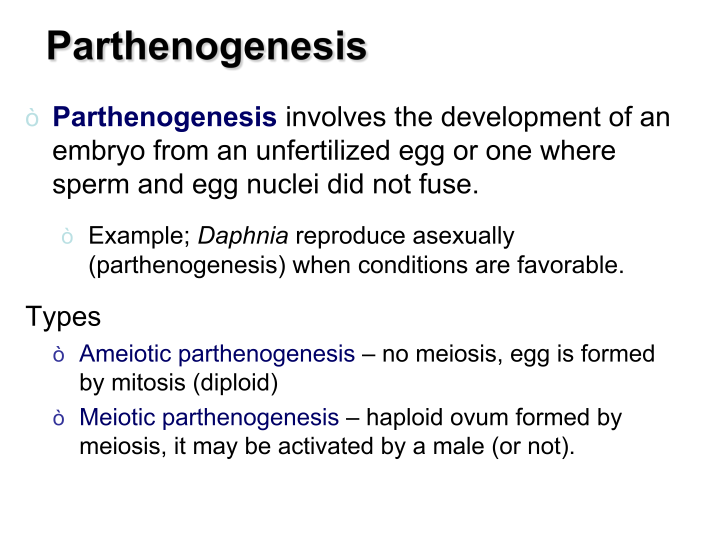 Parthenogenesis
ò Parthenogenesis involves the development of an
embryo from an unfertilized egg or one where
sperm and egg nuclei did not fuse.
ò Example; Daphnia reproduce asexually
(parthenogenesis) when conditions are favorable.
Types
ò Ameiotic parthenogenesis – no meiosis, egg is formed
by mitosis (diploid)
ò Meiotic parthenogenesis – haploid ovum formed by
meiosis, it may be activated by a male (or not).